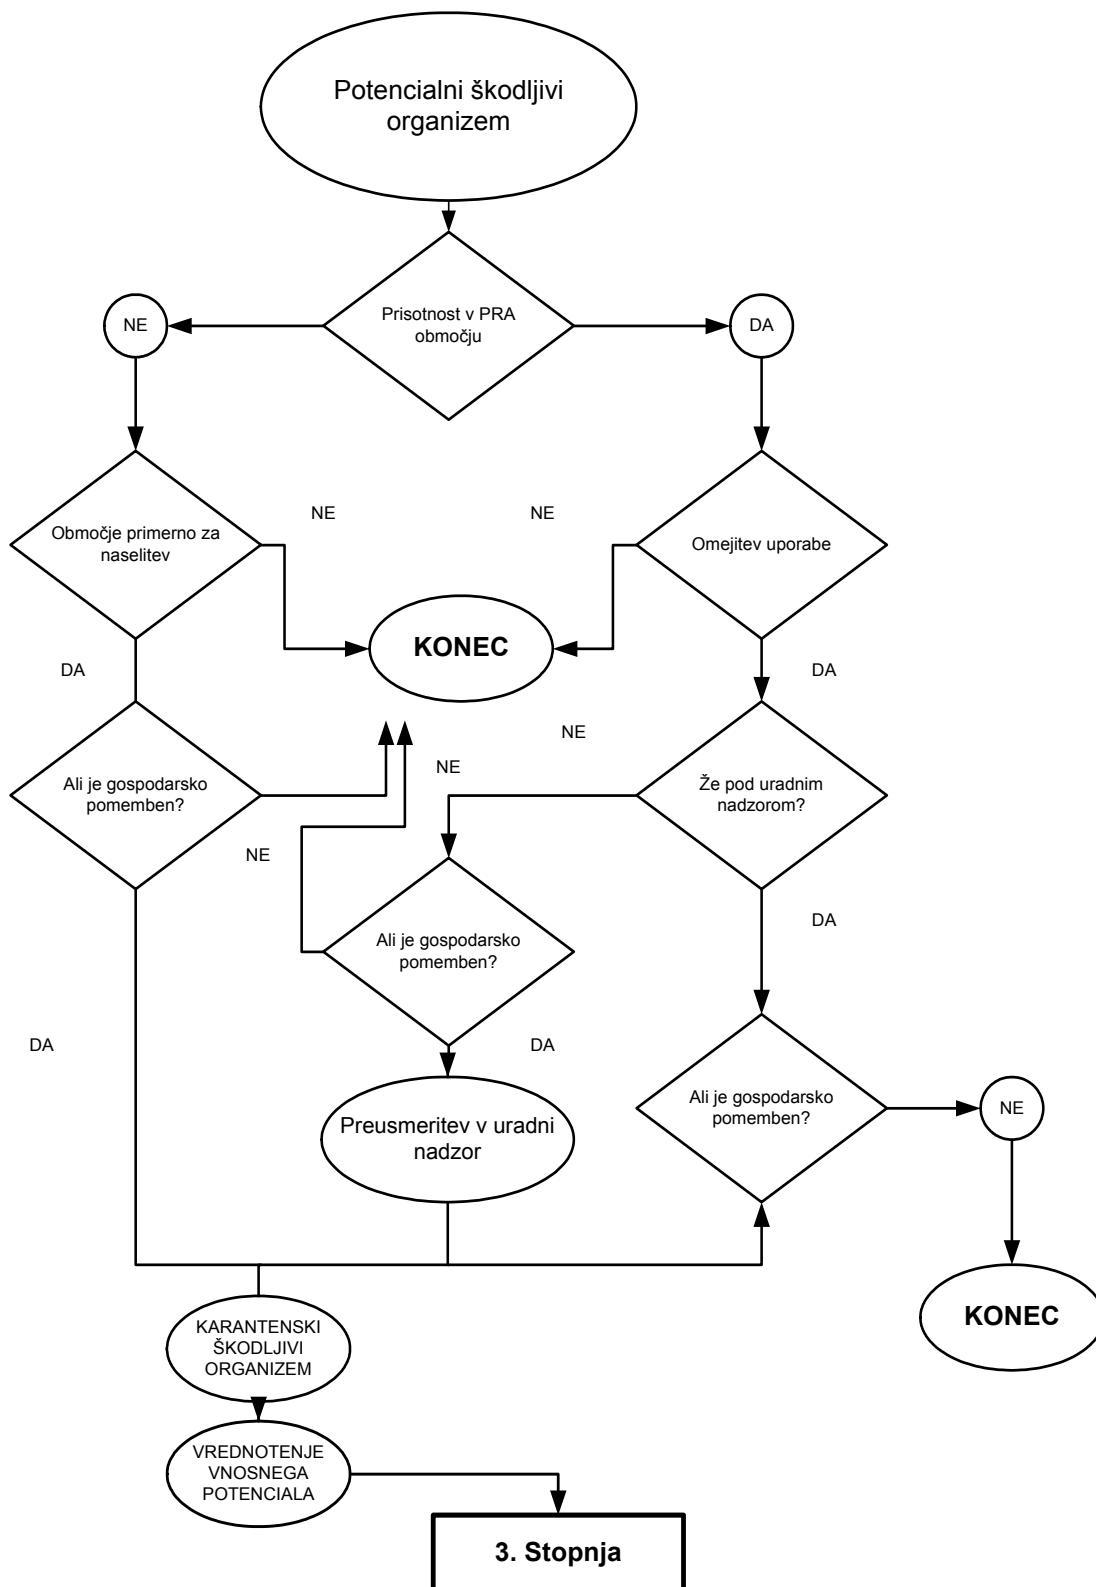 Potencialni škodljivi
organizem
Prisotnost v PRA
območju
NE
DA
Območje primerno za
naselitev
NE
NE
Omejitev uporabe
KONEC
DA
DA
NE
Ali je gospodarsko
pomemben?
NE
Že pod uradnim
nadzorom?
NE
DA
Ali je gospodarsko
pomemben?
DA
DA
Ali je gospodarsko
pomemben?
NE
Preusmeritev v uradni
nadzor
KONEC
KARANTENSKI
ŠKODLJIVI
ORGANIZEM
VREDNOTENJE
VNOSNEGA
POTENCIALA
3. Stopnja